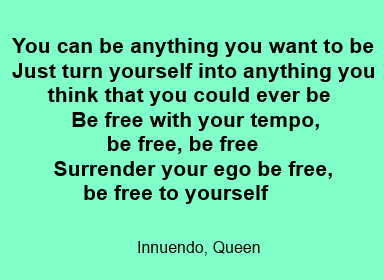 You can be anything you want to be
Just turn yourself into anything you
think that you could ever be
Be free with your tempo,
be free, be free
Surrender your ego be free,
be free to yourself
Innuendo, Queen